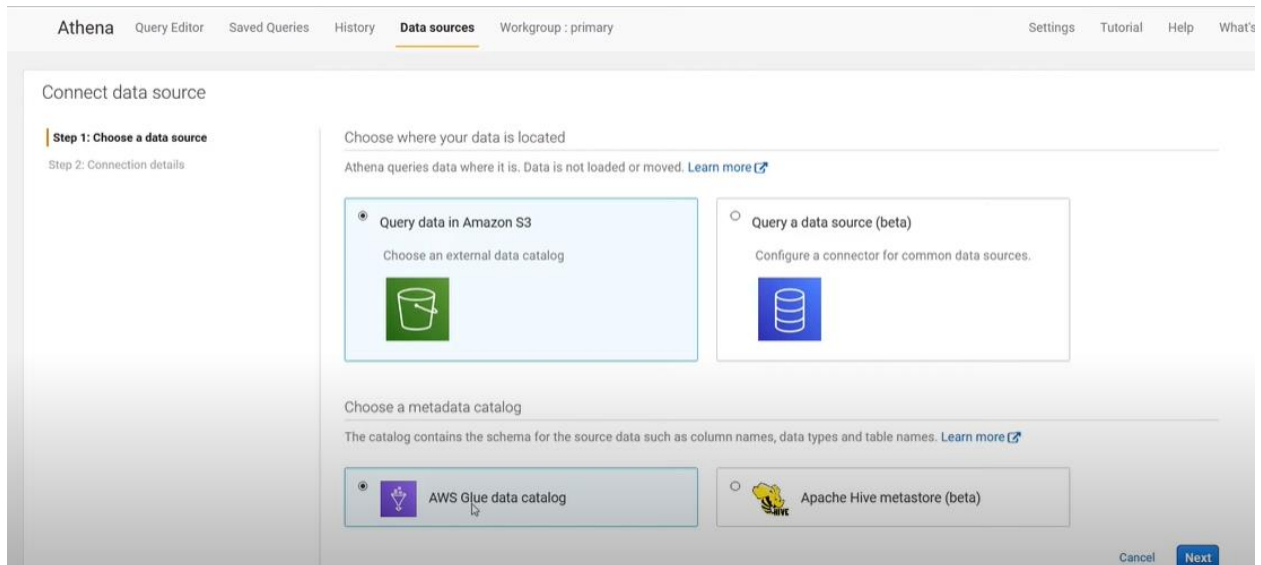 Athena Query Editor Saved Queries History Data sources Workgroup : primary Settings Tutorial Help What's
Connect data source
Step 1: Choose a data source
Step 2: Connection details
Choose where your data is located
Athena queries data where it is. Data is not loaded or moved. Learn more
Query data in Amazon S3
Choose an external data catalog
Query a data source (beta)
Configure a connector for common data sources.
Choose a metadata catalog
The catalog contains the schema for the source data such as column names, data types and table names. Learn more
AWS Glue data catalog
HIVE
Apache Hive metastore (beta)
Cancel Next